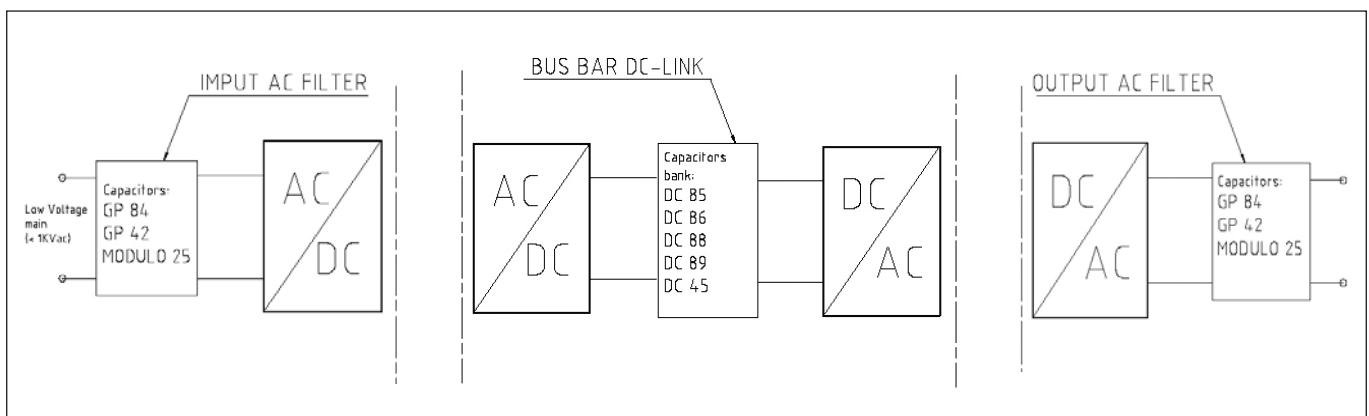 IMPUT AC FILTER
Low Voltage
main
(< 1KVac)
Capacitors:
GP 84
GP 42
MODULO 25
AC
DC
BUS BAR DC-LINK
AC
DC
Capacitors
bank:
DC 85
DC 86
DC 88
DC 89
DC 45
DC
AC
OUTPUT AC FILTER
DC
AC
Capacitors:
GP 84
GP 42
MODULO 25